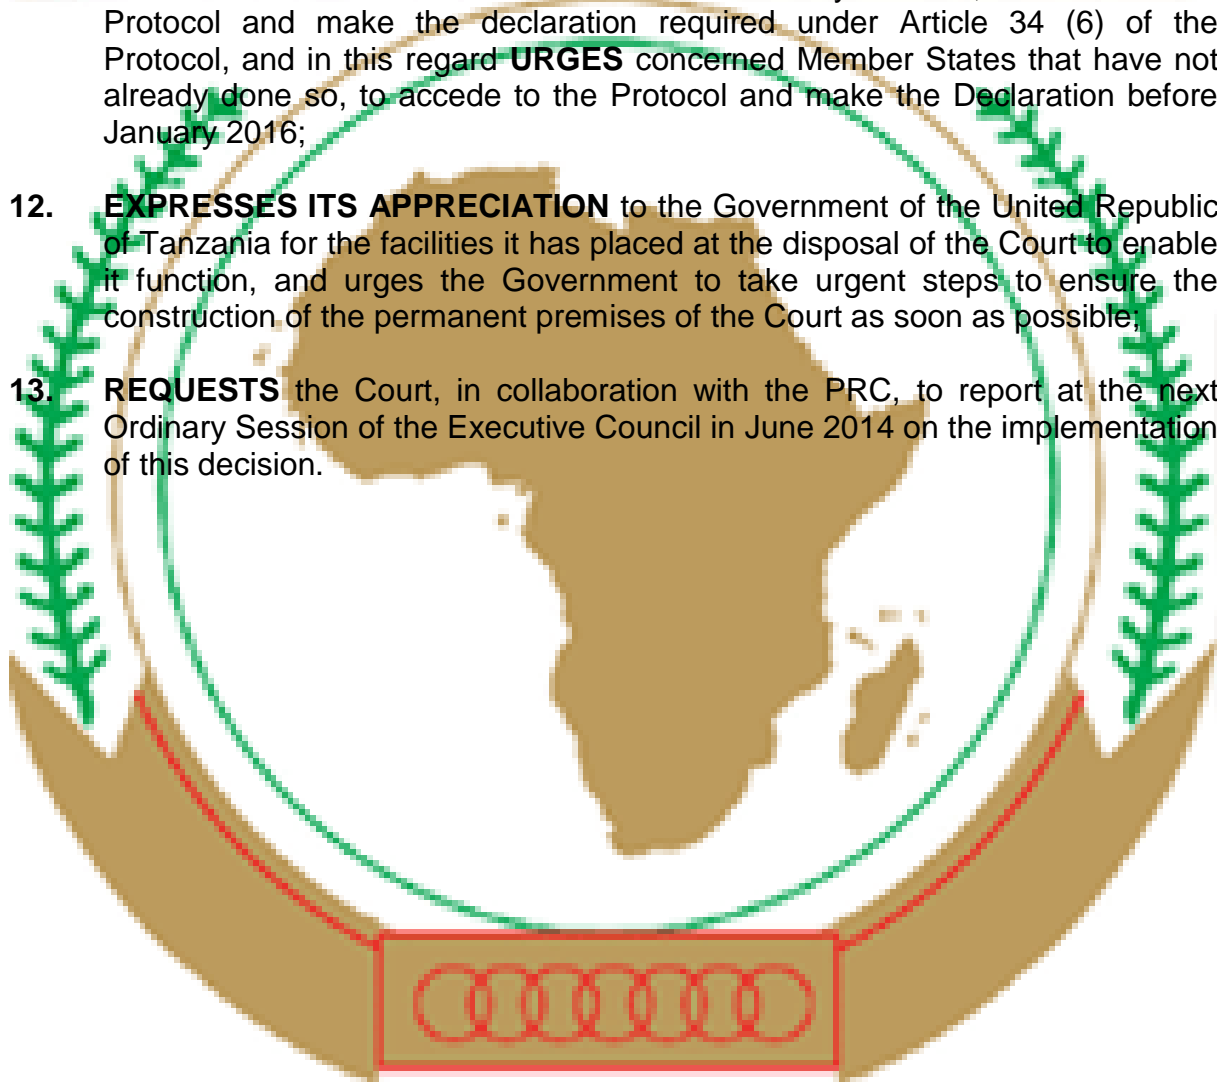 Protocol and make the declaration required under Article 34 (6) of the
Protocol, and in this regard URGES concerned Member States that have not
already done so, to accede to the Protocol and make the Declaration before
January 2016;
12. EXPRESSES ITS APPRECIATION to the Government of the United Republic
of Tanzania for the facilities it has placed at the disposal of the Court to enable
it function, and urges the Government to take urgent steps to ensure the
construction of the permanent premises of the Court as soon as possible;
13. REQUESTS the Court, in collaboration with the PRC, to report at the next
Ordinary Session of the Executive Council in June 2014 on the implementation
of this decision.